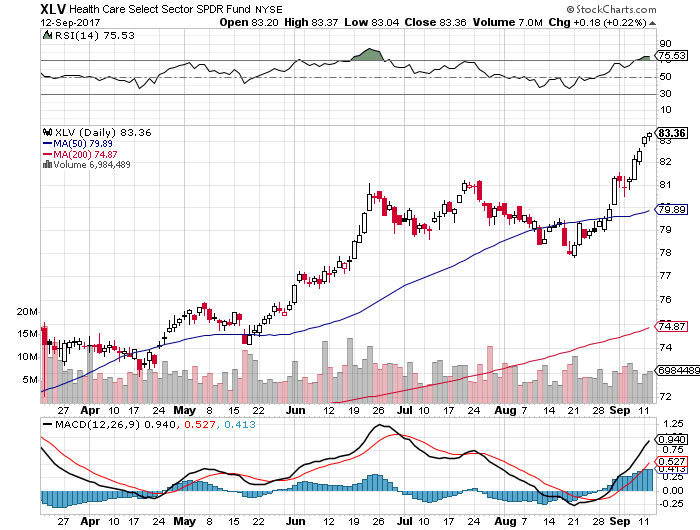 XLV Health Care Select Sector SPDR Fund NYSE
© StockCharts.com
12-Sep-2017 Open 83.20 High 83.37 Low 83.04 Close 83.36 Volume 7.0M Chg +0.18 (+0.22%)
RSI(14) 75.53
90
75.53
70
50
30
10
XLV (Daily) 83.36
MA(50) 79.89
MA(200) 74.87
Volume 6,984,489
83.36
83
82
81
80
79.89
79
78
77
76
75
74.87
74
6984489
72
20M
15M
10M
5M
27 Apr 10 17 24 May 8 15 22 Jun 12 19 26 Jul 10 17 24 Aug 7 14 21 28 Sep 11
MACD(12,26,9) 0.940, 0.527, 0.413
1.25
1.00
0.940
0.527
0.413
0.25
0.00
-0.25
27 Apr 10 17 24 May 8 15 22 Jun 12 19 26 Jul 10 17 24 Aug 7 14 21 28 Sep 11